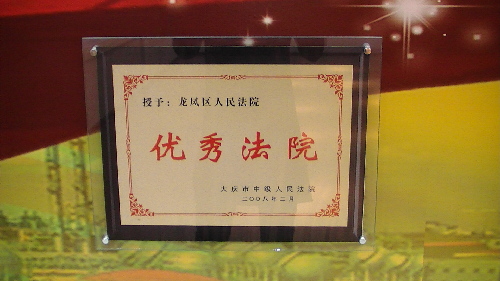 授予：龙凤区人民法院
优秀法院
大庆市中级人民法院
二〇〇八年二月